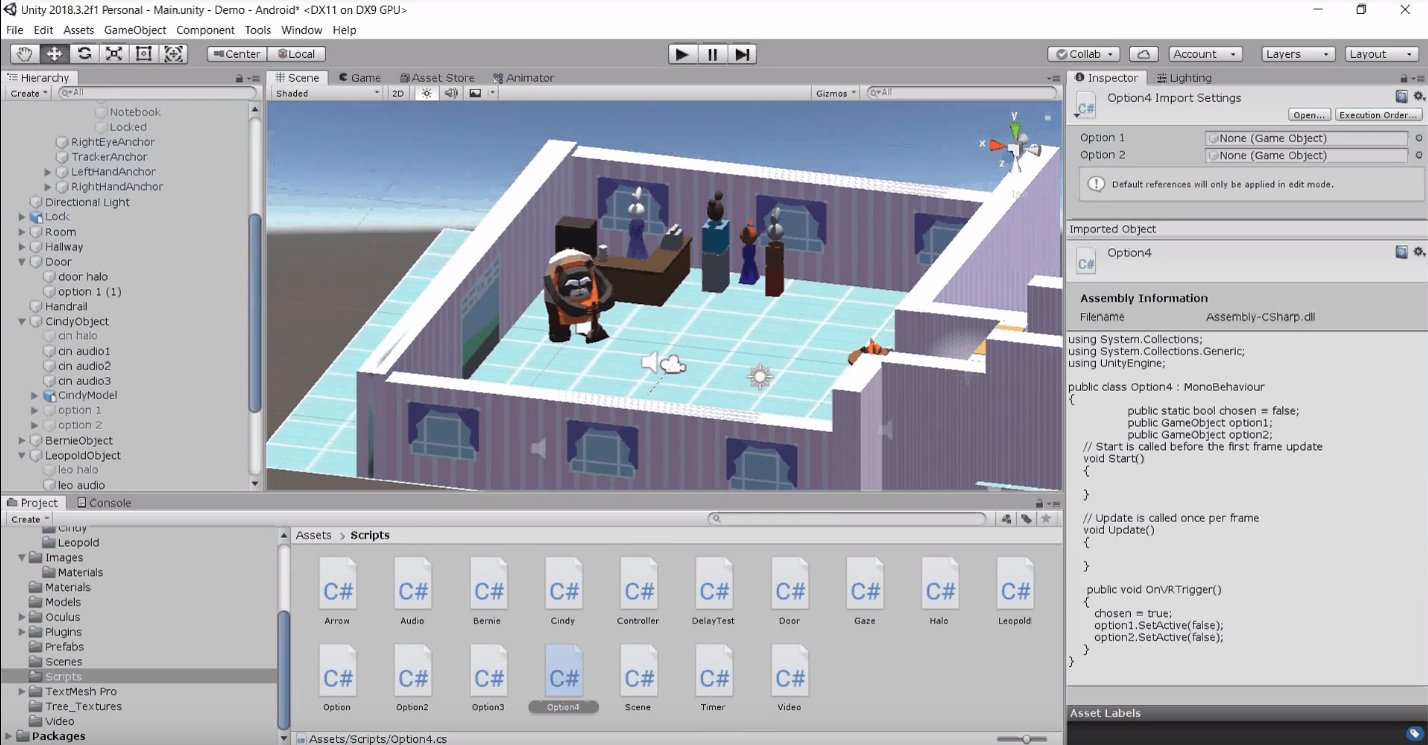 Unity 2018.3.2f1 Personal - Main.unity - Demo - Android* <DX11 on DX9 GPU>
File Edit Assets GameObject Component Tools Window Help
Center Local Collab Account Layers Layout
Hierarchy
Create All
Notebook
Locked
RightEyeAnchor
TrackerAnchor
LeftHandAnchor
RightHandAnchor
Directional Light
Lock
Room
Hallway
Door
door halo
option 1 (1)
Handrail
CindyObject
cin halo
cin audio1
cin audio2
cin audio3
CindyModel
option 1
option 2
BernieObject
LeopoldObject
leo halo
leo audio
Scene Game Asset Store Animator
Shaded 2D Gizmos All
y
x
z
Iso
Inspector Lighting
Option4 Import Settings
Open... Execution Order...
Option 1 None (Game Object)
Option 2 None (Game Object)
Default references will only be applied in edit mode.
Imported Object
Option4
Assembly Information
Filename Assembly-CSharp.dll
using System.Collections;
using System.Collections.Generic;
using UnityEngine;
public class Option4 : MonoBehaviour
{
public static bool chosen = false;
public GameObject option1;
public GameObject option2;
// Start is called before the first frame update
void Start()
{
}
// Update is called once per frame
void Update()
{
}
public void OnVRTrigger()
{
chosen = true;
option1.SetActive(false);
option2.SetActive(false);
}
}
Asset Labels
Project Console
Create
Cindy
Leopold
Images
Materials
Materials
Models
Oculus
Plugins
Prefabs
Scenes
Scripts
TextMesh Pro
Tree_Textures
Video
Packages
Assets > Scripts
C# C# C# C# C# C# C# C# C# C#
Arrow Audio Bernie Cindy Controller DelayTest Door Gaze Halo Leopold
C# C# C# C# C# C# C#
Option Option2 Option3 Option4 Scene Timer Video
Assets/Scripts/Option4.cs